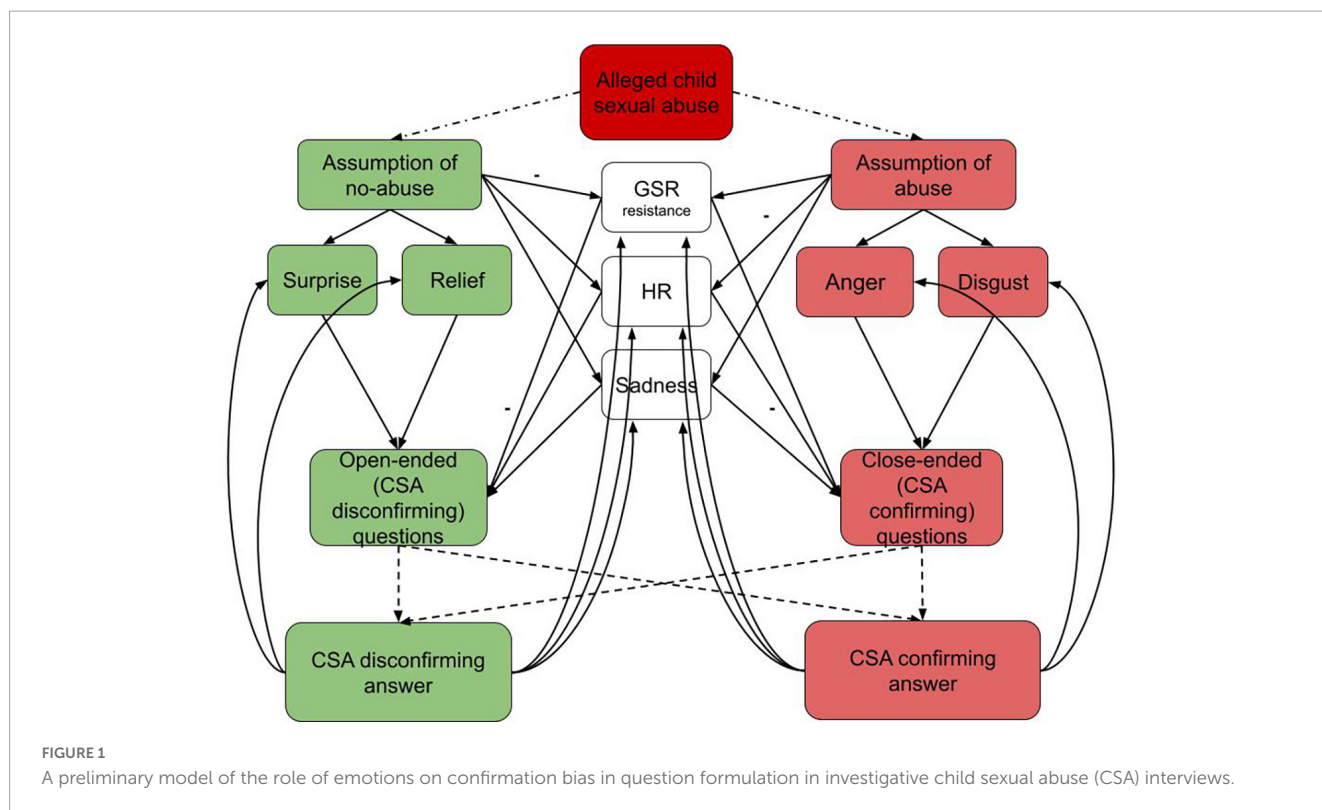 Alleged child
sexual abuse
Assumption of
no-abuse
Assumption of
abuse
GSR
resistance
-
-
Surprise
Relief
HR
Anger
Disgust
Sadness
-
-
Open-ended
(CSA
disconfirming)
questions
Close-ended
(CSA
confirming)
questions
CSA disconfirming
answer
CSA confirming
answer
FIGURE 1
A preliminary model of the role of emotions on confirmation bias in question formulation in investigative child sexual abuse (CSA) interviews.